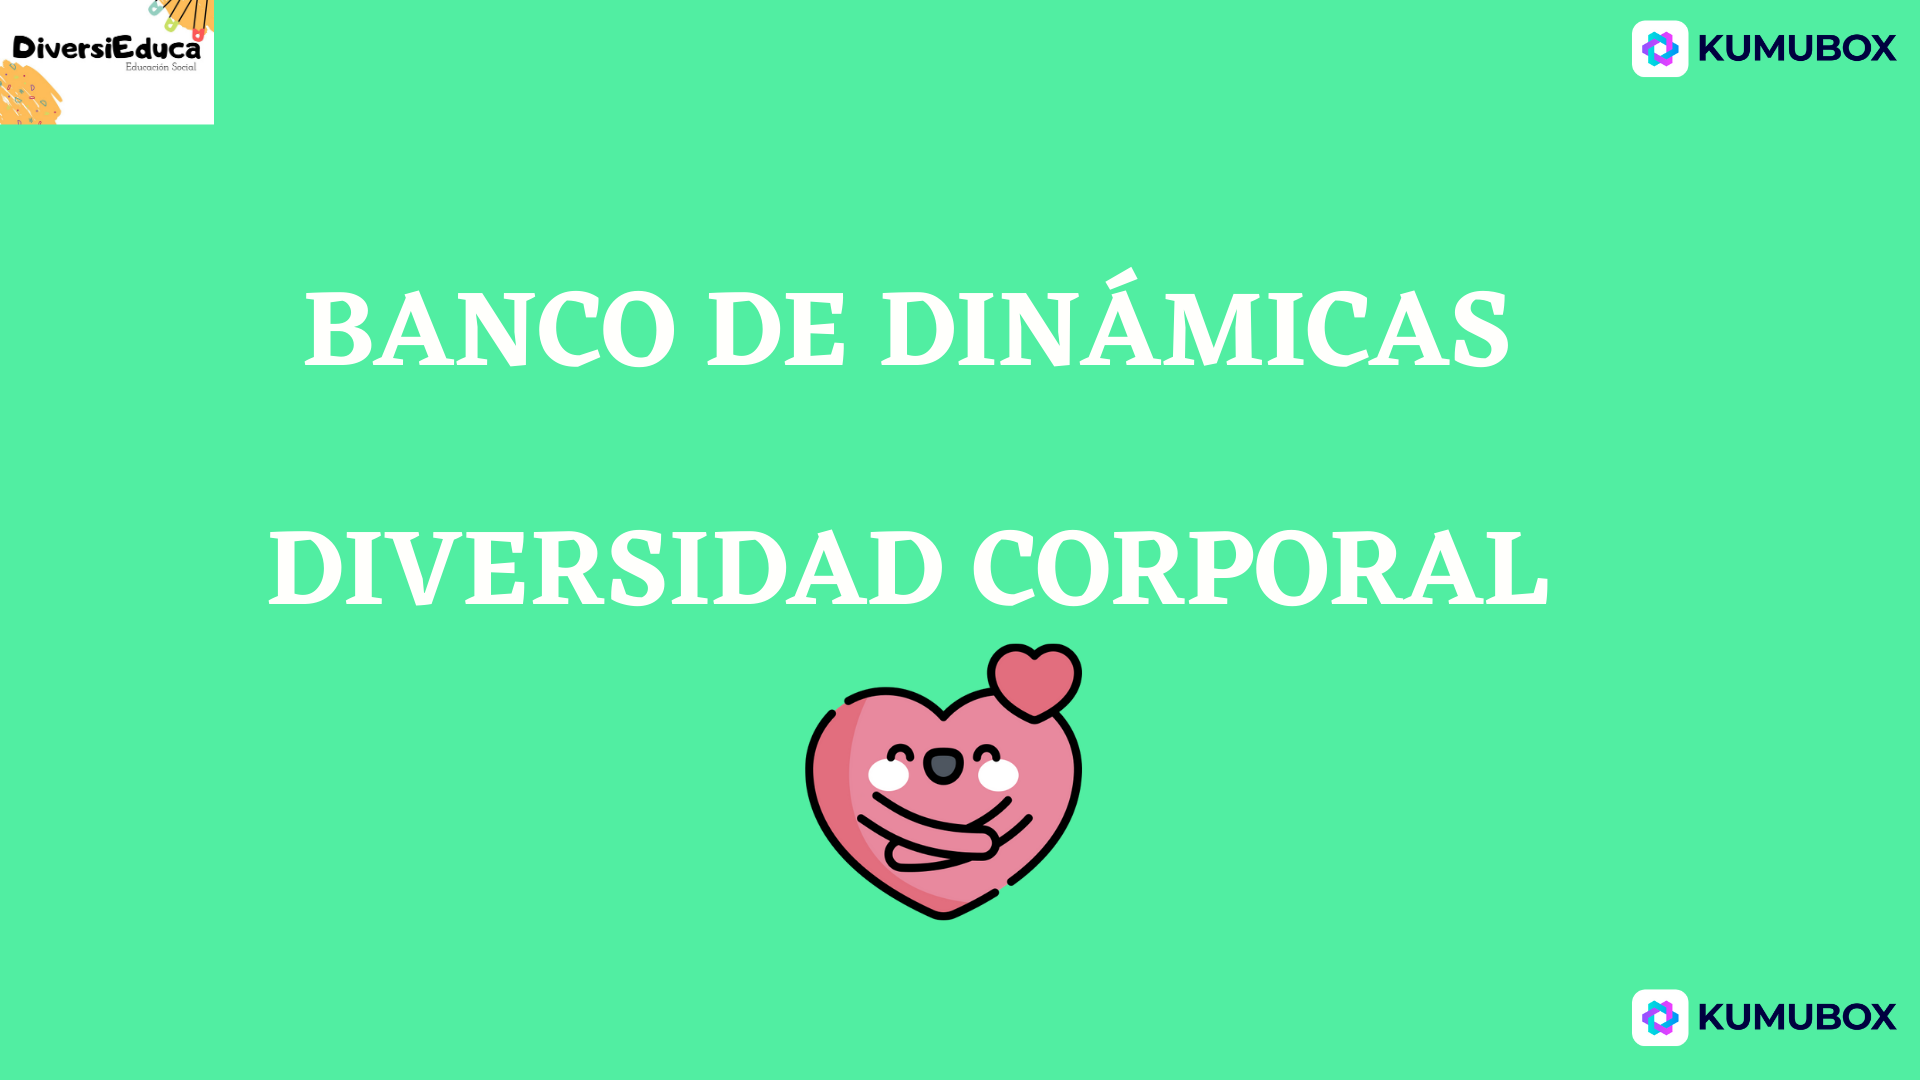 DiversiEduca
Educación Social
KUMUBOX
BANCO DE DINÁMICAS
DIVERSIDAD CORPORAL
KUMUBOX